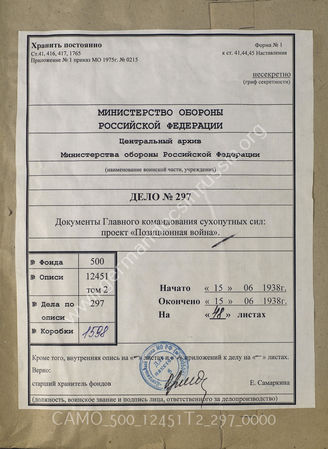 Хранить постоянно
Ст.41, 416, 417, 1765
Приложение № 1 приказ МО 1975г. № 0215
Форма № 1
к ст. 41,44,45 Наставления
несекретно
(гриф секретности)
МИНИСТЕРСТВО ОБОРОНЫ
РОССИЙСКОЙ ФЕДЕРАЦИИ
Центральный архив
Министерства обороны Российской Федерации
(наименование воинской части, учреждения)
ДЕЛО № 297
Документы Главного командования сухопутных сил:
проект «Позиционная война».
№ Фонда 500
№ Описи 12451
том 2
№ Дела по описи 297
№ Коробки 1598
Начато « 15 » 06 1938г.
Окончено « 15 » 06 1938г.
На « 48 » листах
Кроме того, внутренняя опись на «-» листах и приложений к делу на «-» листах.
Верно:
старший хранитель фондов
Е. Самаркина
(должность, воинское звание и подпись лица, ответственного за делопроизводство)
CAMO_500_12451T2_297_0000